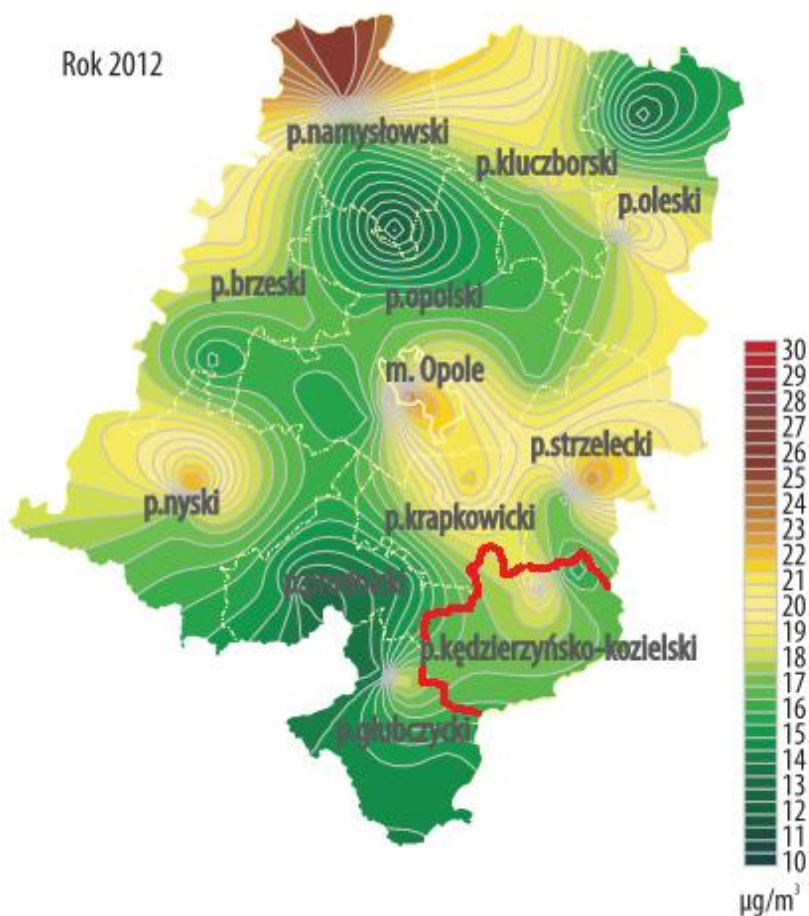 Rok 2012
p.namysłowski
p.kluczborski
p.oleski
p.brzeski
p.opolski
m. Opole
p.strzelecki
p.nyski
p.krapkowicki
p.prudnicki
p.kędzierzyńsko-kozielski
p.głubczycki
30
29
28
27
26
25
24
23
22
21
20
19
18
17
16
15
14
13
12
11
10
µg/m³